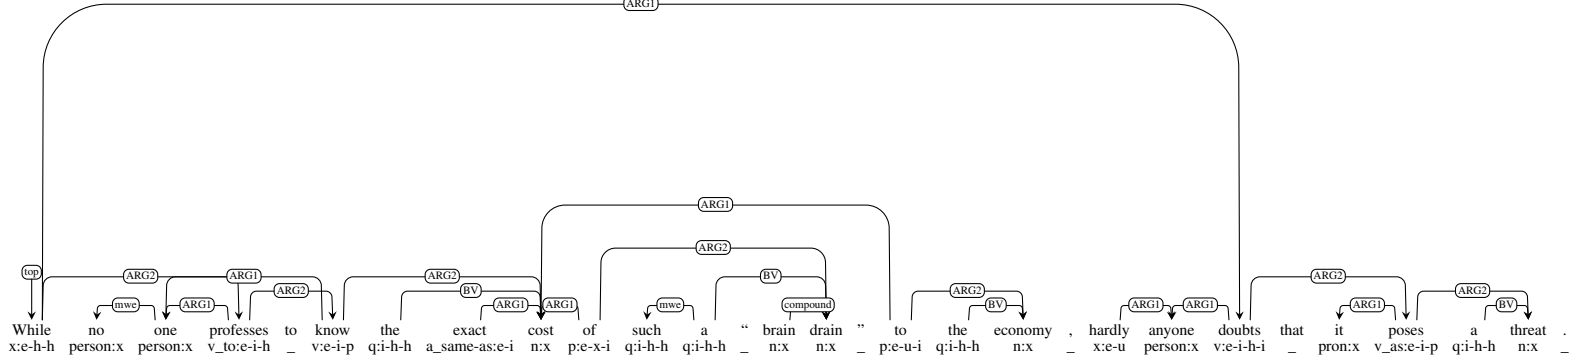 ARG1
ARG1
ARG2
top ARG2 ARG1 ARG2 BV ARG2
ARG2 BV ARG2 ARG2
mwe ARG1 ARG1 ARG1 mwe compound BV ARG1 ARG1 ARG1 BV
While no one professes to know the exact cost of such a “ brain drain ” to the economy , hardly anyone doubts that it poses a threat .
x:e-h-h person:x person:x v_to:e-i-h _ v:e-i-p q:i-h-h a_same-as:e-i n:x p:e-x-i q:i-h-h q:i-h-h _ n:x n:x _ p:e-u-i q:i-h-h n:x _ x:e-u person:x v:e-i-h-i _ pron:x v_as:e-i-p q:i-h-h n:x _